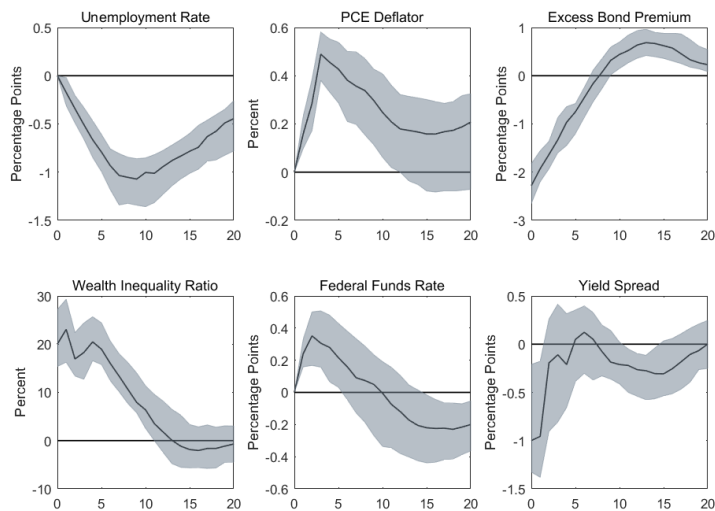 Unemployment Rate
Percentage Points
0.5
0
-0.5
-1
-1.5
0 5 10 15 20
PCE Deflator
Percent
0.6
0.4
0.2
0
-0.2
0 5 10 15 20
Excess Bond Premium
Percentage Points
1
0
-1
-2
-3
0 5 10 15 20
Wealth Inequality Ratio
Percent
30
20
10
0
-10
0 5 10 15 20
Federal Funds Rate
Percentage Points
0.6
0.4
0.2
0
-0.2
-0.4
-0.6
0 5 10 15 20
Yield Spread
Percentage Points
0.5
0
-0.5
-1
-1.5
0 5 10 15 20